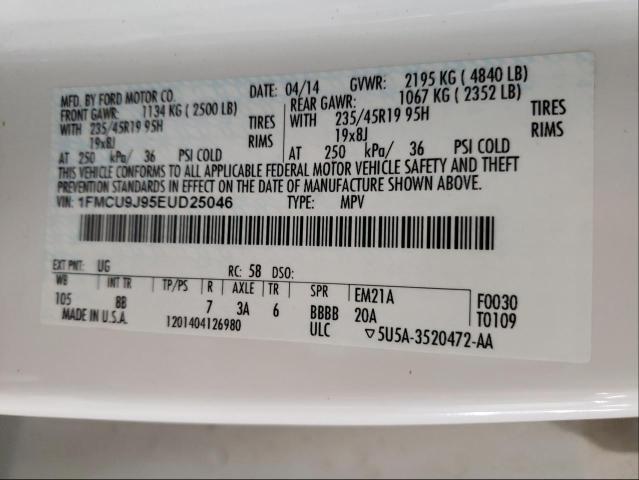 MFD. BY FORD MOTOR CO.
DATE: 04/14 GVWR: 2195 KG ( 4840 LB)
FRONT GAWR: 1134 KG ( 2500 LB)
REAR GAWR: 1067 KG ( 2352 LB)
WITH 235/45R19 95H TIRES
19x8J RIMS
AT 250 kPa/ 36 PSI COLD
WITH 235/45R19 95H TIRES
19x8J RIMS
AT 250 kPa/ 36 PSI COLD
THIS VEHICLE CONFORMS TO ALL APPLICABLE FEDERAL MOTOR VEHICLE SAFETY AND THEFT
PREVENTION STANDARDS IN EFFECT ON THE DATE OF MANUFACTURE SHOWN ABOVE.
VIN: 1FMCU9J95EUD25046 TYPE: MPV
EXT PNT: UG RC: 58 DSO:
WB INT TR TP/PS R AXLE TR SPR EM21A F0030
105 8B 7 3A 6 BBBB 20A T0109
MADE IN U.S.A. 1201404126980 ULC ▽5U5A-3520472-AA